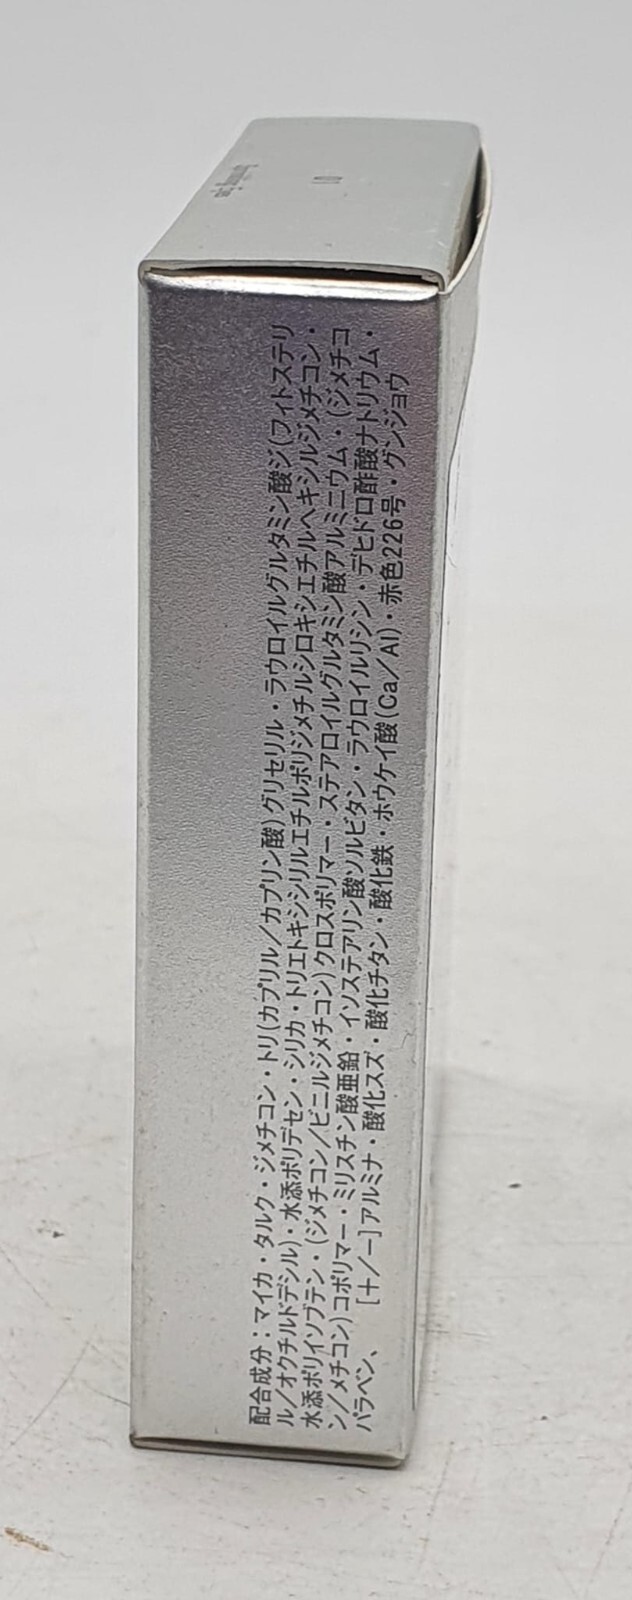 01
配合成分：マイカ・タルク・ジメチコン・トリ(カプリル／カプリン酸)グリセリル・ラウロイルグルタミン酸ジ(フィトステリ
ル／オクチルドデシル)・水添ポリデセン・シリカ・トリエトキシシリルエチルポリジメチルシロキシエチルヘキシルジメチコン・
水添ポリイソブテン・(ジメチコン／ビニルジメチコン)クロスポリマー・ステアロイルグルタミン酸アルミニウム・(ジメチコ
ン／メチコン)コポリマー・ミリスチン酸亜鉛・イソステアリン酸ソルビタン・ラウロイルリシン・デヒドロ酢酸ナトリウム・
パラベン、　[＋／－]アルミナ・酸化スズ・酸化チタン・酸化鉄・ホウケイ酸(Ca／Al)・赤色226号・グンジョウ